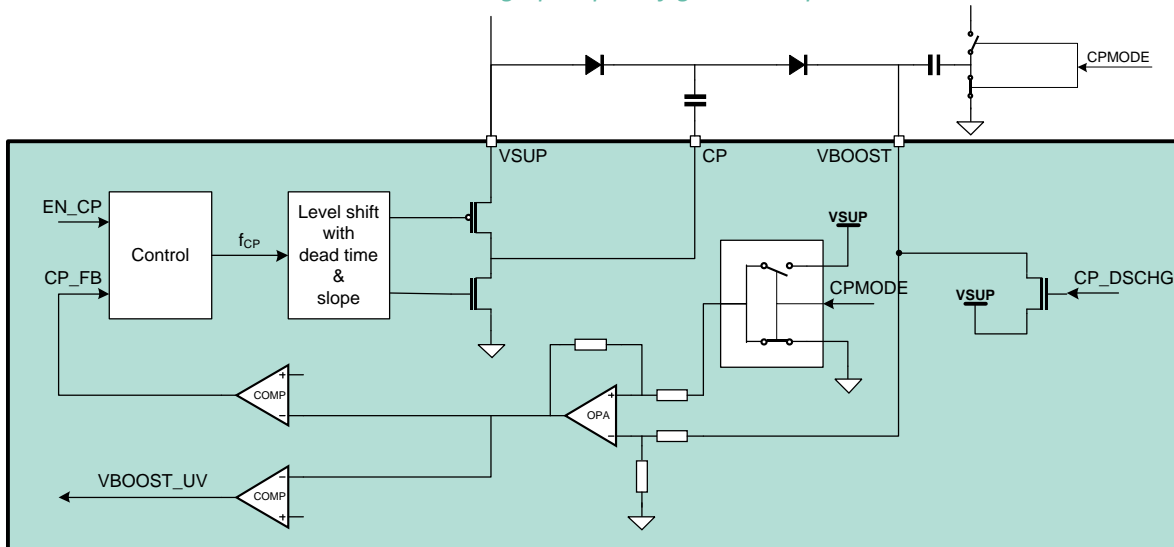 CPMODE
VSUP
CP
VBOOST
EN_CP
CP_FB
Control
fCP
Level shift
with
dead time
&
slope
VSUP
CPMODE
VSUP
CP_DSCHG
+
COMP
−
+
OPA
−
VBOOST_UV
−
COMP
+